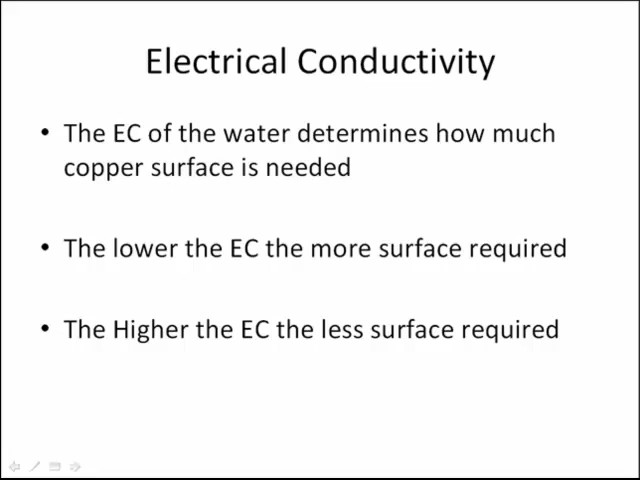 Electrical Conductivity
• The EC of the water determines how much
copper surface is needed
• The lower the EC the more surface required
• The Higher the EC the less surface required